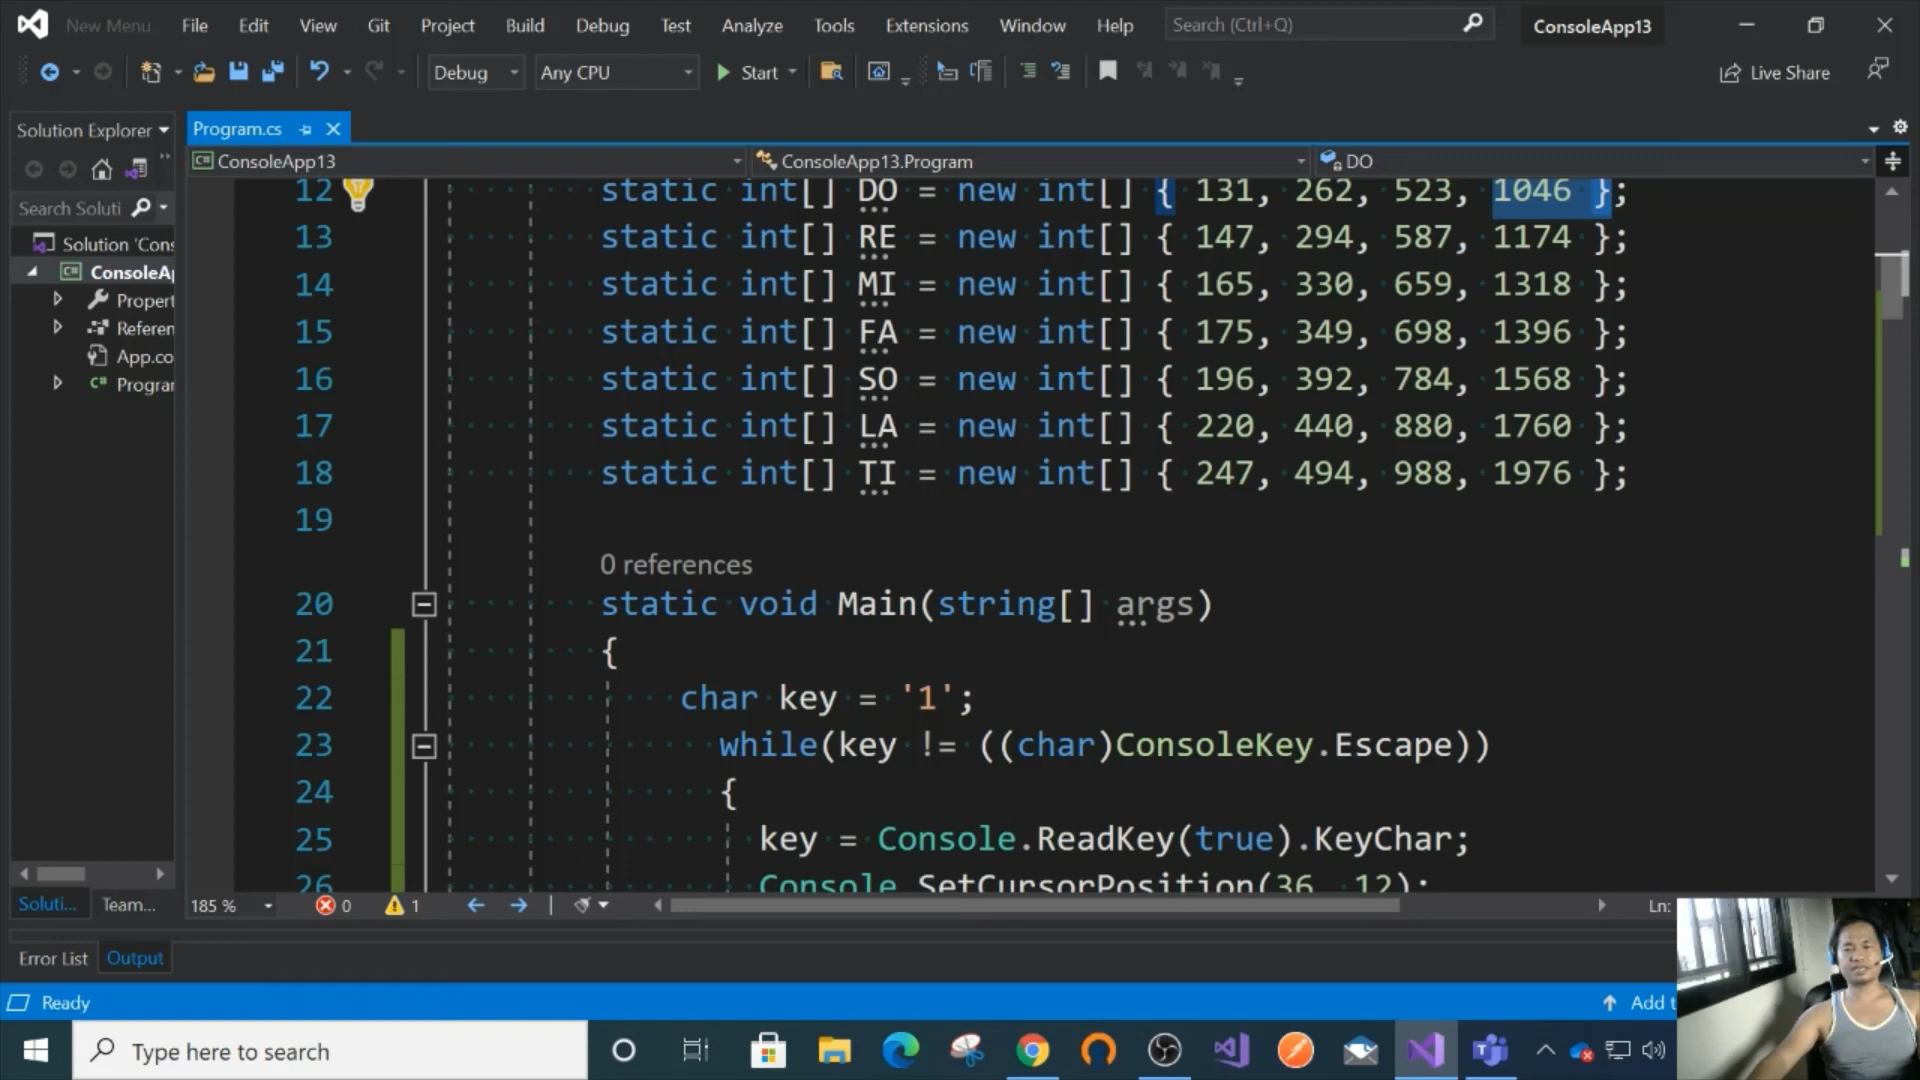 New Menu File Edit View Git Project Build Debug Test Analyze Tools Extensions Window Help Search (Ctrl+Q) ConsoleApp13
Debug Any CPU Start Live Share
Solution Explorer Program.cs
ConsoleApp13 ConsoleApp13.Program DO
Search Soluti
Solution 'Cons
ConsoleAp
Propert
Referen
App.co
C# Progran
12 static int[] DO = new int[] { 131, 262, 523, 1046 };
13 static int[] RE = new int[] { 147, 294, 587, 1174 };
14 static int[] MI = new int[] { 165, 330, 659, 1318 };
15 static int[] FA = new int[] { 175, 349, 698, 1396 };
16 static int[] SO = new int[] { 196, 392, 784, 1568 };
17 static int[] LA = new int[] { 220, 440, 880, 1760 };
18 static int[] TI = new int[] { 247, 494, 988, 1976 };
19
0 references
20 static void Main(string[] args)
21 {
22 char key = '1';
23 while(key != ((char)ConsoleKey.Escape))
24 {
25 key = Console.ReadKey(true).KeyChar;
26 Console.SetCursorPosition(36, 12);
Soluti... Team... 185 % 0 1 Ln:
Error List Output
Ready Add t
Type here to search